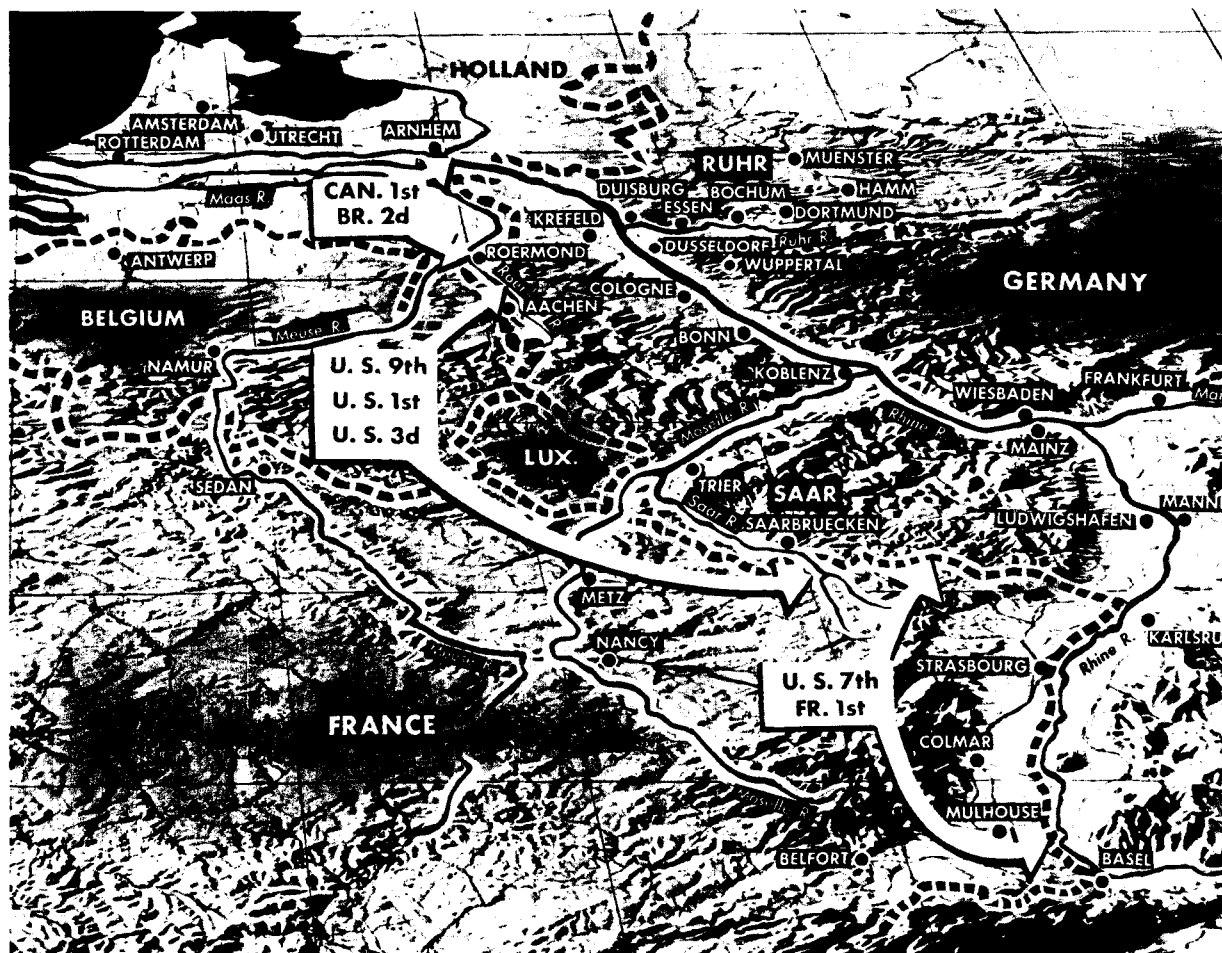 HOLLAND
AMSTERDAM
ROTTERDAM
UTRECHT
ARNHEM
RUHR
MUENSTER
HAMM
Maas R.
CAN. 1st
BR. 2d
DUISBURG
BOCHUM
ESSEN
DORTMUND
KREFELD
ANTWERP
ROERMOND
DUSSELDORF
Ruhr R.
WUPPERTAL
GERMANY
COLOGNE
AACHEN
BELGIUM
Meuse R.
BONN
NAMUR
U. S. 9th
U. S. 1st
U. S. 3d
KOBLENZ
WIESBADEN
FRANKFURT
Moselle R.
Rhine R.
MAINZ
LUX.
SEDAN
TRIER
SAAR
Saar R.
SAARBRUECKEN
LUDWIGSHAFEN
MANN
METZ
NANCY
KARLSRU
STRASBOURG
Rhine R.
U. S. 7th
FR. 1st
FRANCE
COLMAR
MULHOUSE
BELFORT
BASEL